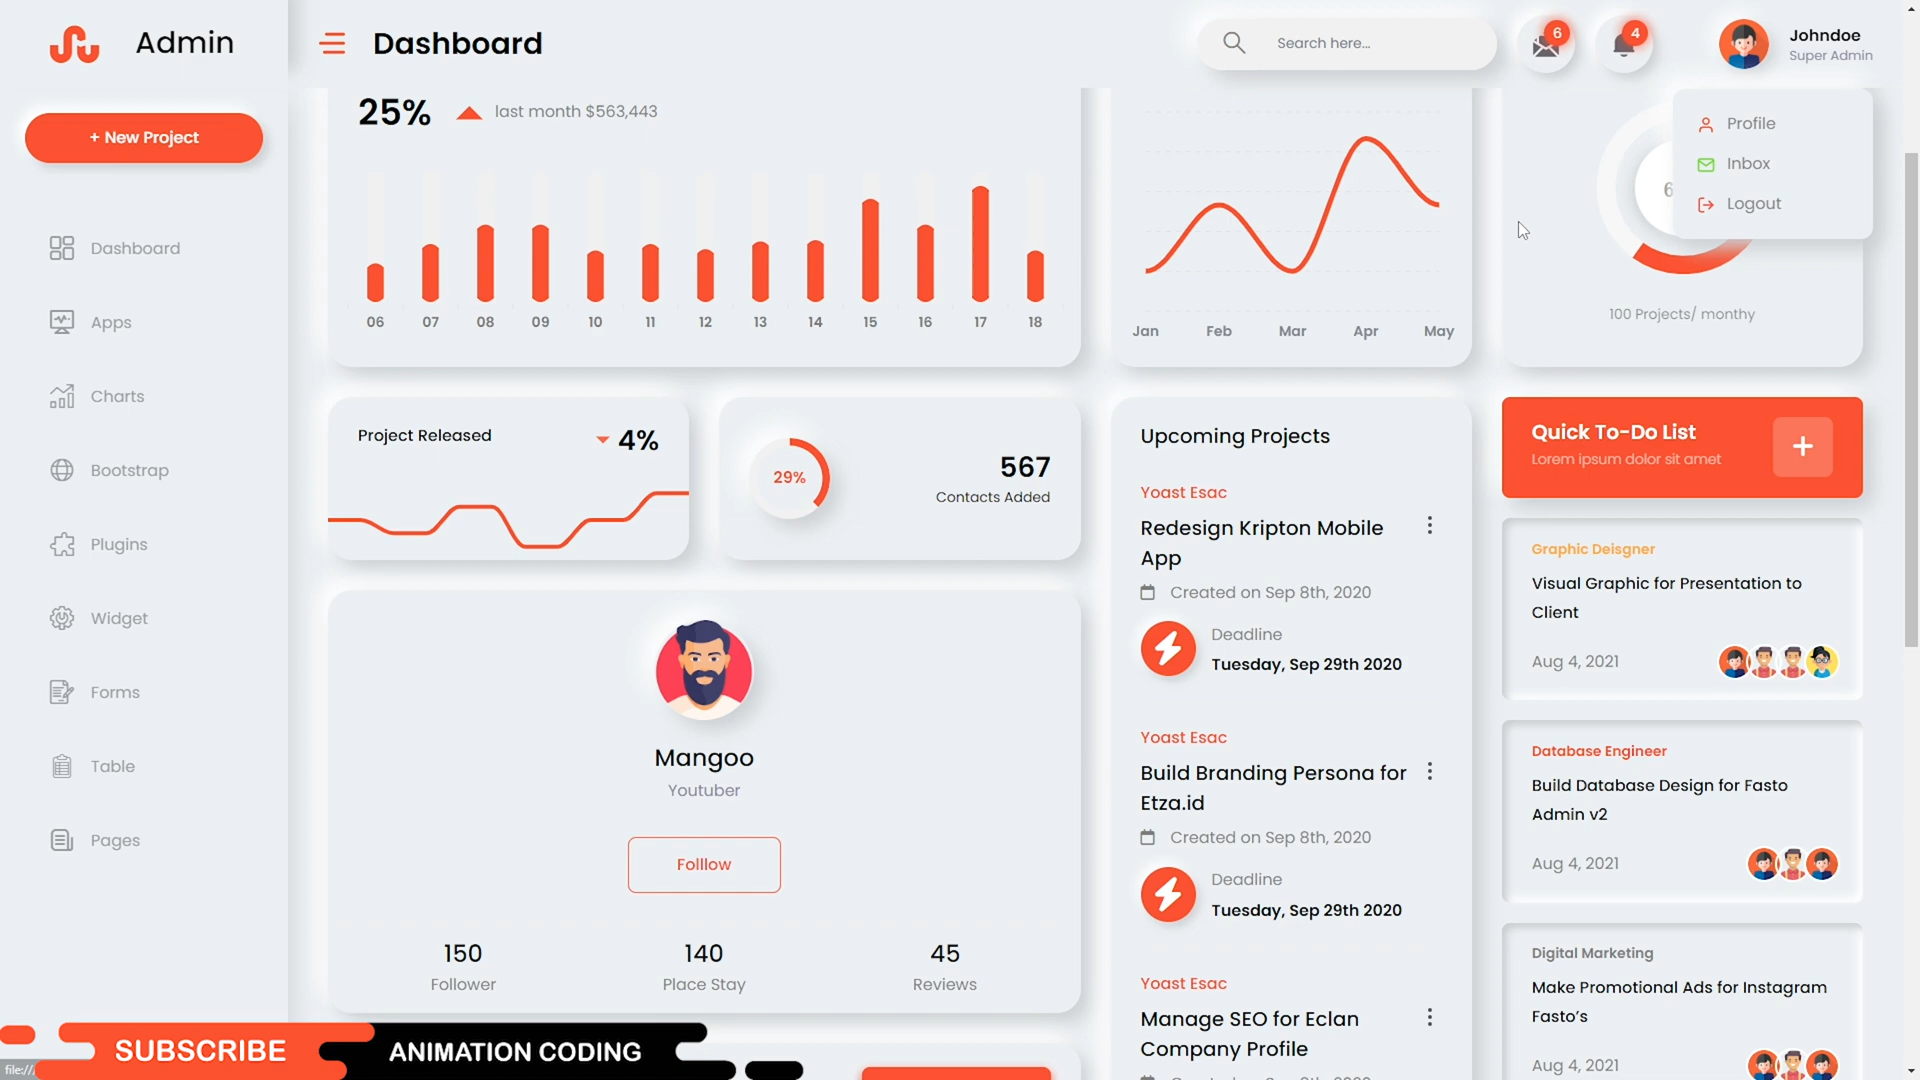 Admin
Dashboard
Search here...
6
4
Johndoe
Super Admin
+ New Project
Dashboard
Apps
Charts
Bootstrap
Plugins
Widget
Forms
Table
Pages
25%
last month $563,443
06 07 08 09 10 11 12 13 14 15 16 17 18
Jan Feb Mar Apr May
Profile
Inbox
Logout
6
100 Projects/ monthy
Project Released
4%
29%
567
Contacts Added
Mangoo
Youtuber
Folllow
150
Follower
140
Place Stay
45
Reviews
Upcoming Projects
Yoast Esac
Redesign Kripton Mobile
App
Created on Sep 8th, 2020
Deadline
Tuesday, Sep 29th 2020
Yoast Esac
Build Branding Persona for
Etza.id
Created on Sep 8th, 2020
Deadline
Tuesday, Sep 29th 2020
Yoast Esac
Manage SEO for Eclan
Company Profile
Quick To-Do List
Lorem ipsum dolor sit amet
+
Graphic Deisgner
Visual Graphic for Presentation to
Client
Aug 4, 2021
Database Engineer
Build Database Design for Fasto
Admin v2
Aug 4, 2021
Digital Marketing
Make Promotional Ads for Instagram
Fasto's
Aug 4, 2021
SUBSCRIBE
ANIMATION CODING
file://